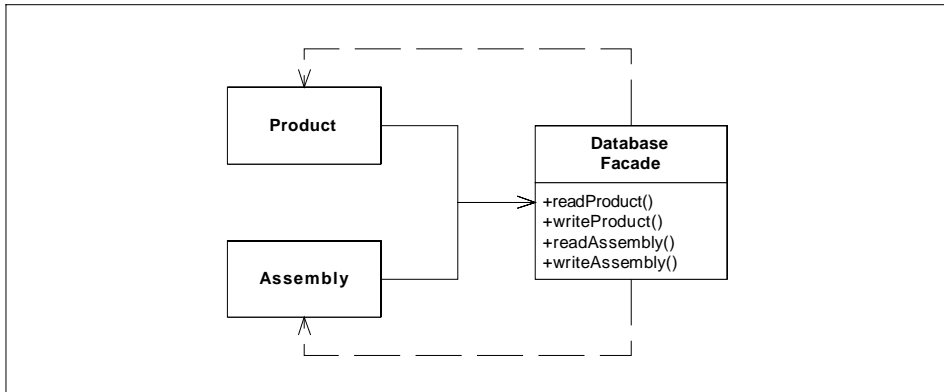 Product
Assembly
Database
Facade
+readProduct()
+writeProduct()
+readAssembly()
+writeAssembly()